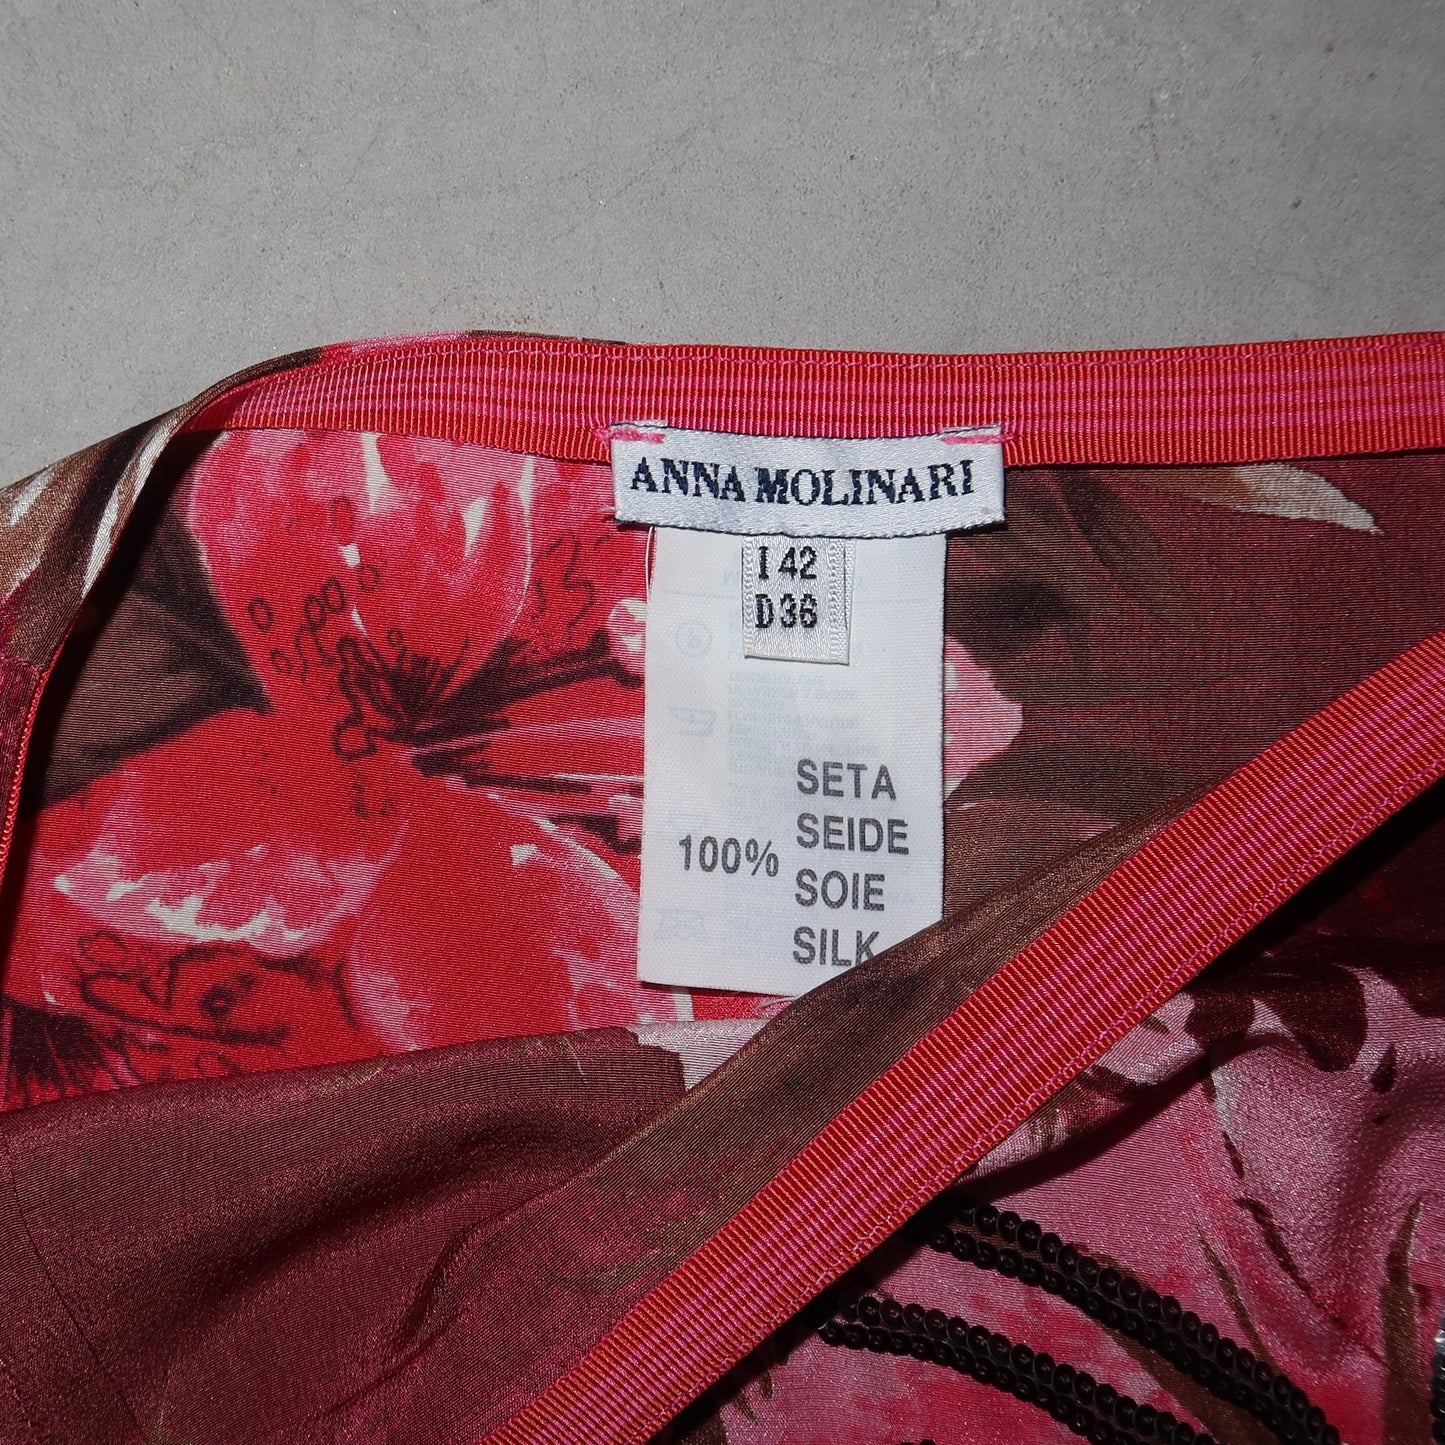 ANNA MOLINARI
I 42
D 36
SETA
SEIDE
100%
SOIE
SILK